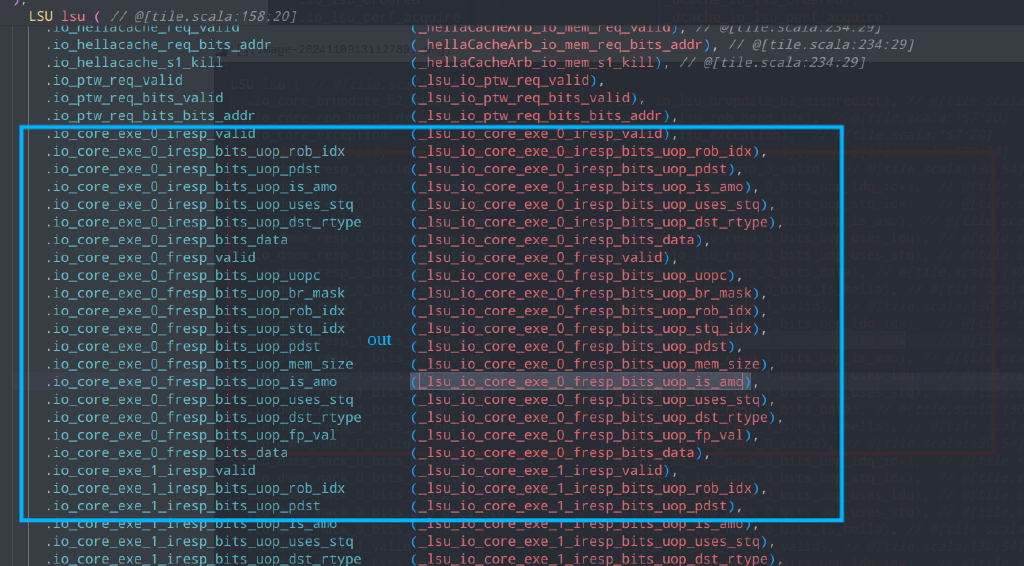 ),
LSU lsu ( // @[tile.scala:158:20]
.io_hellacache_req_valid (_hellaCacheArb_io_mem_req_valid), // @[tile.scala:234:29]
.io_hellacache_req_bits_addr (_hellaCacheArb_io_mem_req_bits_addr), // @[tile.scala:234:29]
.io_hellacache_s1_kill (_hellaCacheArb_io_mem_s1_kill), // @[tile.scala:234:29]
.io_ptw_req_valid (_lsu_io_ptw_req_valid),
.io_ptw_req_bits_valid (_lsu_io_ptw_req_bits_valid),
.io_ptw_req_bits_bits_addr (_lsu_io_ptw_req_bits_bits_addr),
.io_core_exe_0_iresp_valid (_lsu_io_core_exe_0_iresp_valid),
.io_core_exe_0_iresp_bits_uop_rob_idx (_lsu_io_core_exe_0_iresp_bits_uop_rob_idx),
.io_core_exe_0_iresp_bits_uop_pdst (_lsu_io_core_exe_0_iresp_bits_uop_pdst),
.io_core_exe_0_iresp_bits_uop_is_amo (_lsu_io_core_exe_0_iresp_bits_uop_is_amo),
.io_core_exe_0_iresp_bits_uop_uses_stq (_lsu_io_core_exe_0_iresp_bits_uop_uses_stq),
.io_core_exe_0_iresp_bits_uop_dst_rtype (_lsu_io_core_exe_0_iresp_bits_uop_dst_rtype),
.io_core_exe_0_iresp_bits_data (_lsu_io_core_exe_0_iresp_bits_data),
.io_core_exe_0_fresp_valid (_lsu_io_core_exe_0_fresp_valid),
.io_core_exe_0_fresp_bits_uop_uopc (_lsu_io_core_exe_0_fresp_bits_uop_uopc),
.io_core_exe_0_fresp_bits_uop_br_mask (_lsu_io_core_exe_0_fresp_bits_uop_br_mask),
.io_core_exe_0_fresp_bits_uop_rob_idx (_lsu_io_core_exe_0_fresp_bits_uop_rob_idx),
.io_core_exe_0_fresp_bits_uop_stq_idx (_lsu_io_core_exe_0_fresp_bits_uop_stq_idx),
.io_core_exe_0_fresp_bits_uop_pdst out (_lsu_io_core_exe_0_fresp_bits_uop_pdst),
.io_core_exe_0_fresp_bits_uop_mem_size (_lsu_io_core_exe_0_fresp_bits_uop_mem_size),
.io_core_exe_0_fresp_bits_uop_is_amo (_lsu_io_core_exe_0_fresp_bits_uop_is_amo),
.io_core_exe_0_fresp_bits_uop_uses_stq (_lsu_io_core_exe_0_fresp_bits_uop_uses_stq),
.io_core_exe_0_fresp_bits_uop_dst_rtype (_lsu_io_core_exe_0_fresp_bits_uop_dst_rtype),
.io_core_exe_0_fresp_bits_uop_fp_val (_lsu_io_core_exe_0_fresp_bits_uop_fp_val),
.io_core_exe_0_fresp_bits_data (_lsu_io_core_exe_0_fresp_bits_data),
.io_core_exe_1_iresp_valid (_lsu_io_core_exe_1_iresp_valid),
.io_core_exe_1_iresp_bits_uop_rob_idx (_lsu_io_core_exe_1_iresp_bits_uop_rob_idx),
.io_core_exe_1_iresp_bits_uop_pdst (_lsu_io_core_exe_1_iresp_bits_uop_pdst),
.io_core_exe_1_iresp_bits_uop_is_amo (_lsu_io_core_exe_1_iresp_bits_uop_is_amo),
.io_core_exe_1_iresp_bits_uop_uses_stq (_lsu_io_core_exe_1_iresp_bits_uop_uses_stq),
.io_core_exe_1_iresp_bits_uop_dst_rtype (_lsu_io_core_exe_1_iresp_bits_uop_dst_rtype),